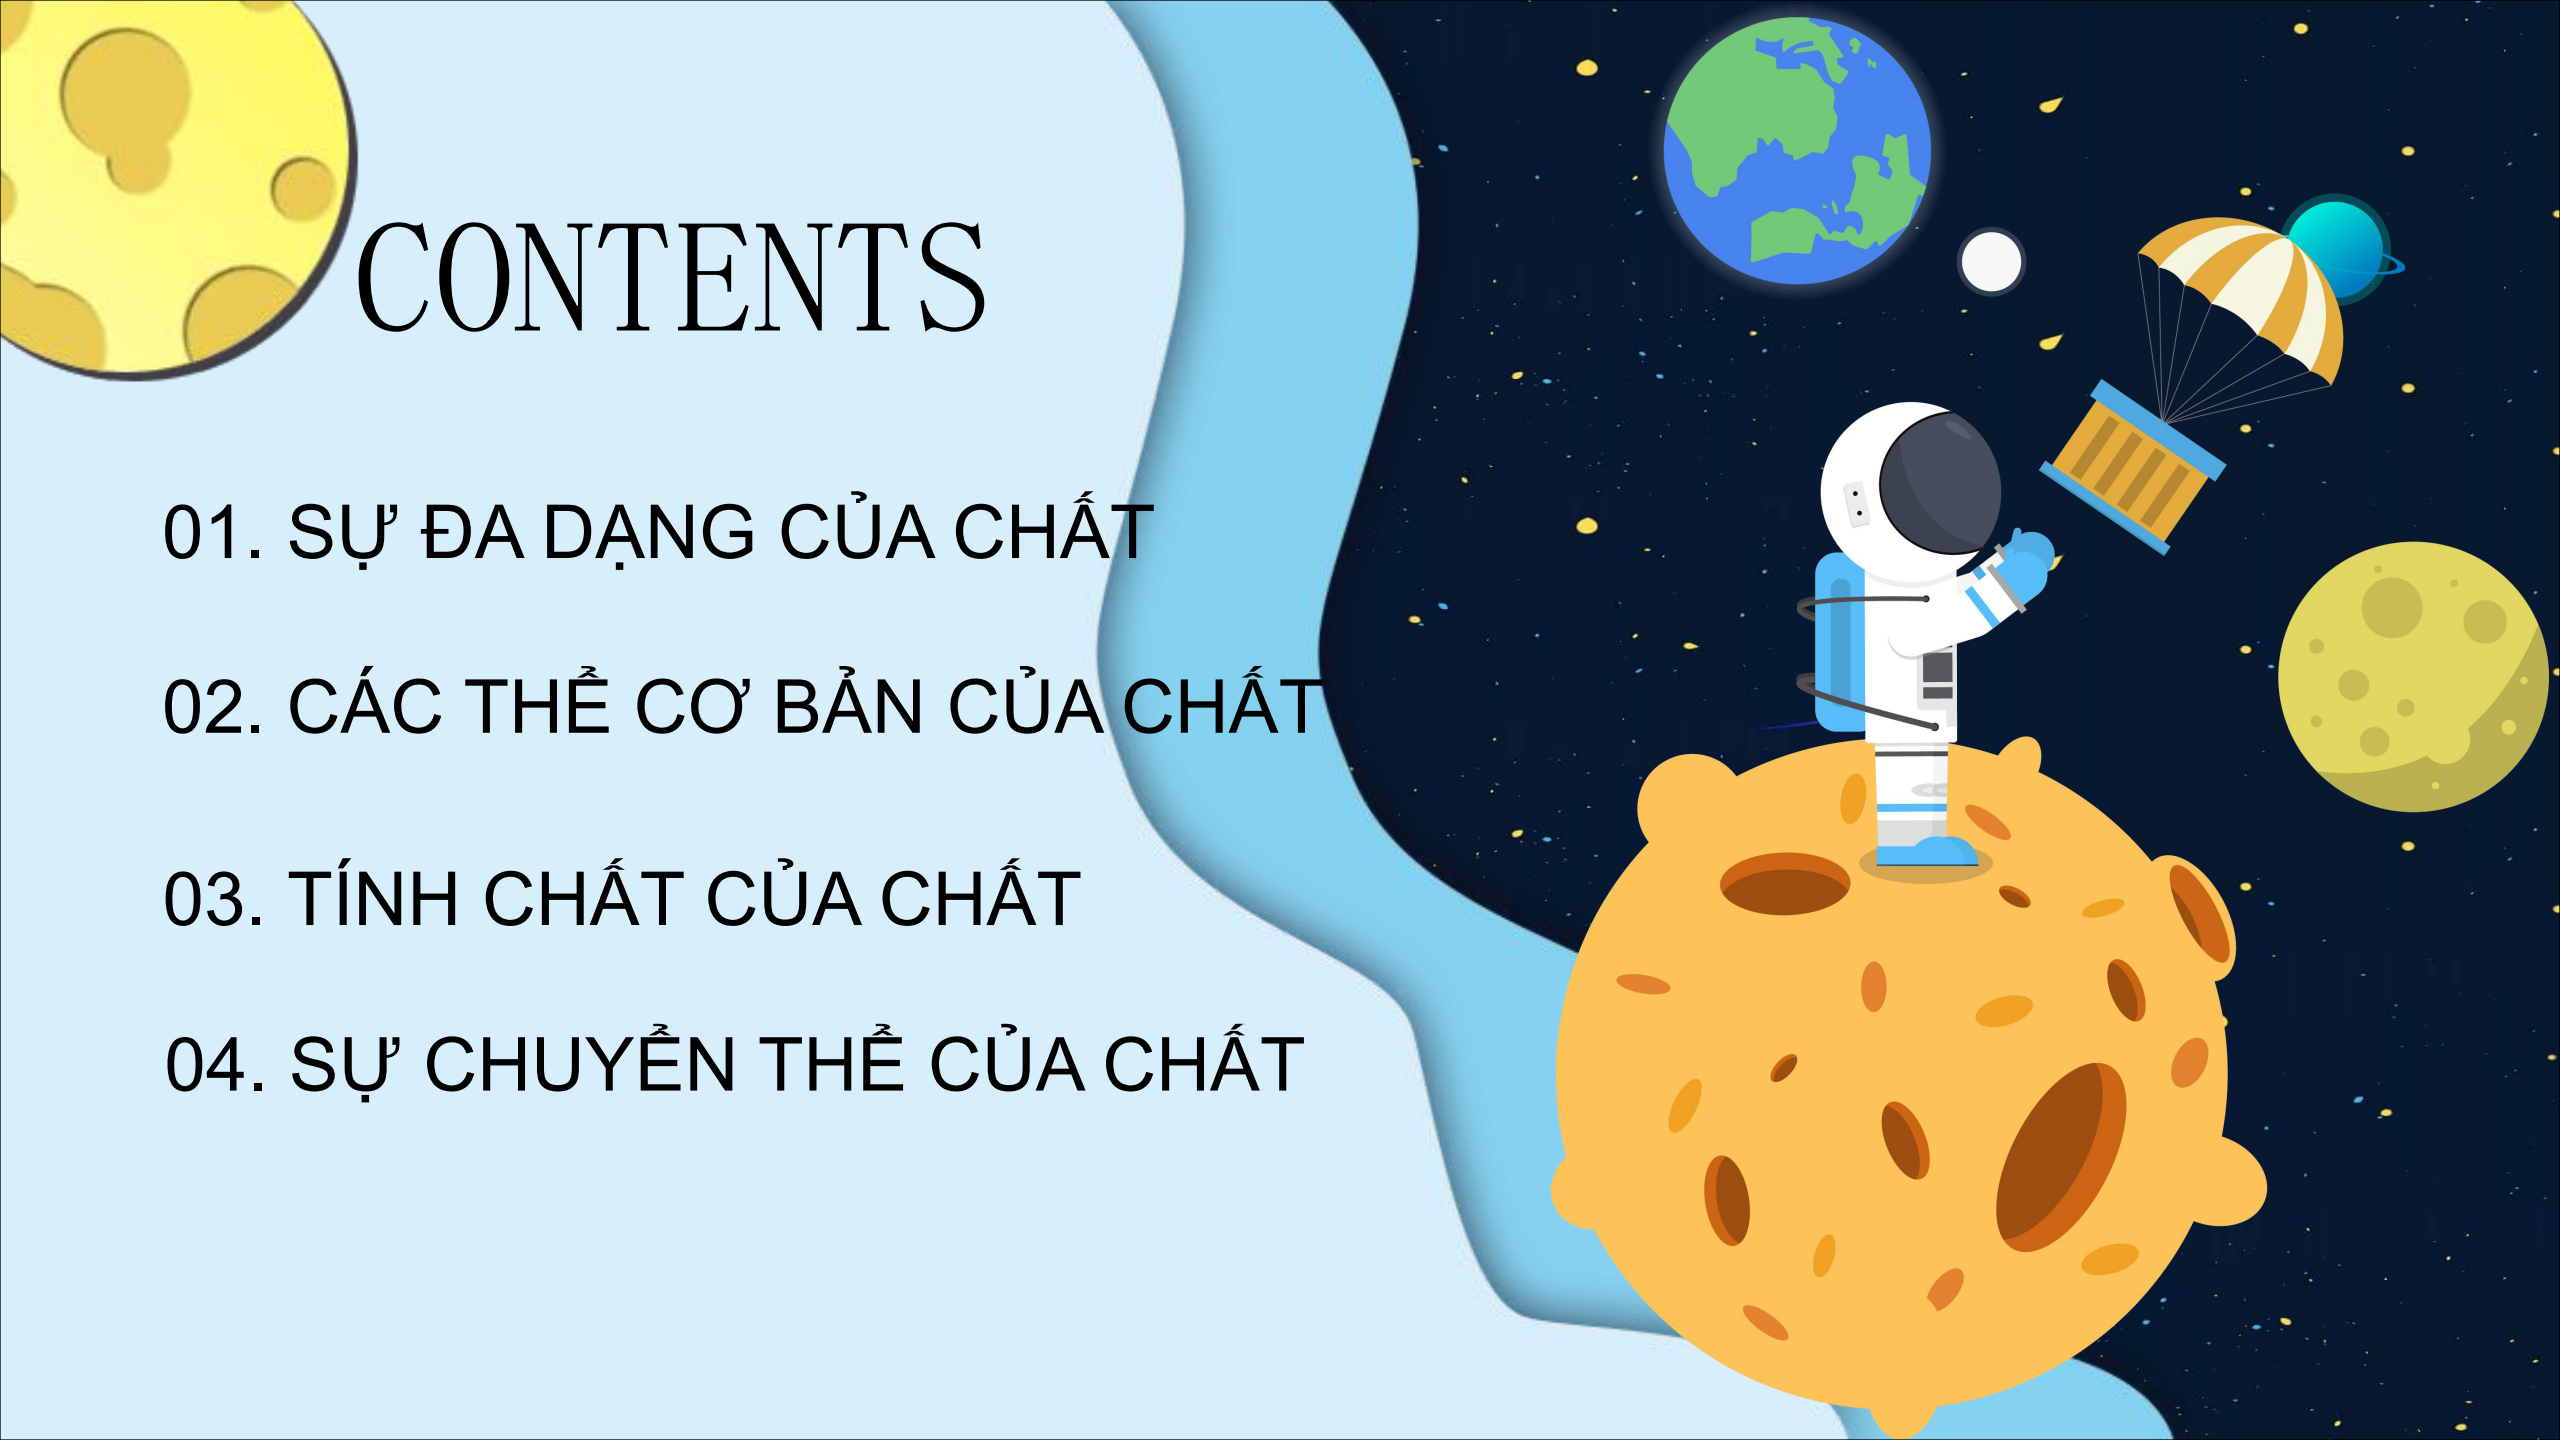 CONTENTS
01. SỰ ĐA DẠNG CỦA CHẤT
02. CÁC THỂ CƠ BẢN CỦA CHẤT
03. TÍNH CHẤT CỦA CHẤT
04. SỰ CHUYỂN THỂ CỦA CHẤT